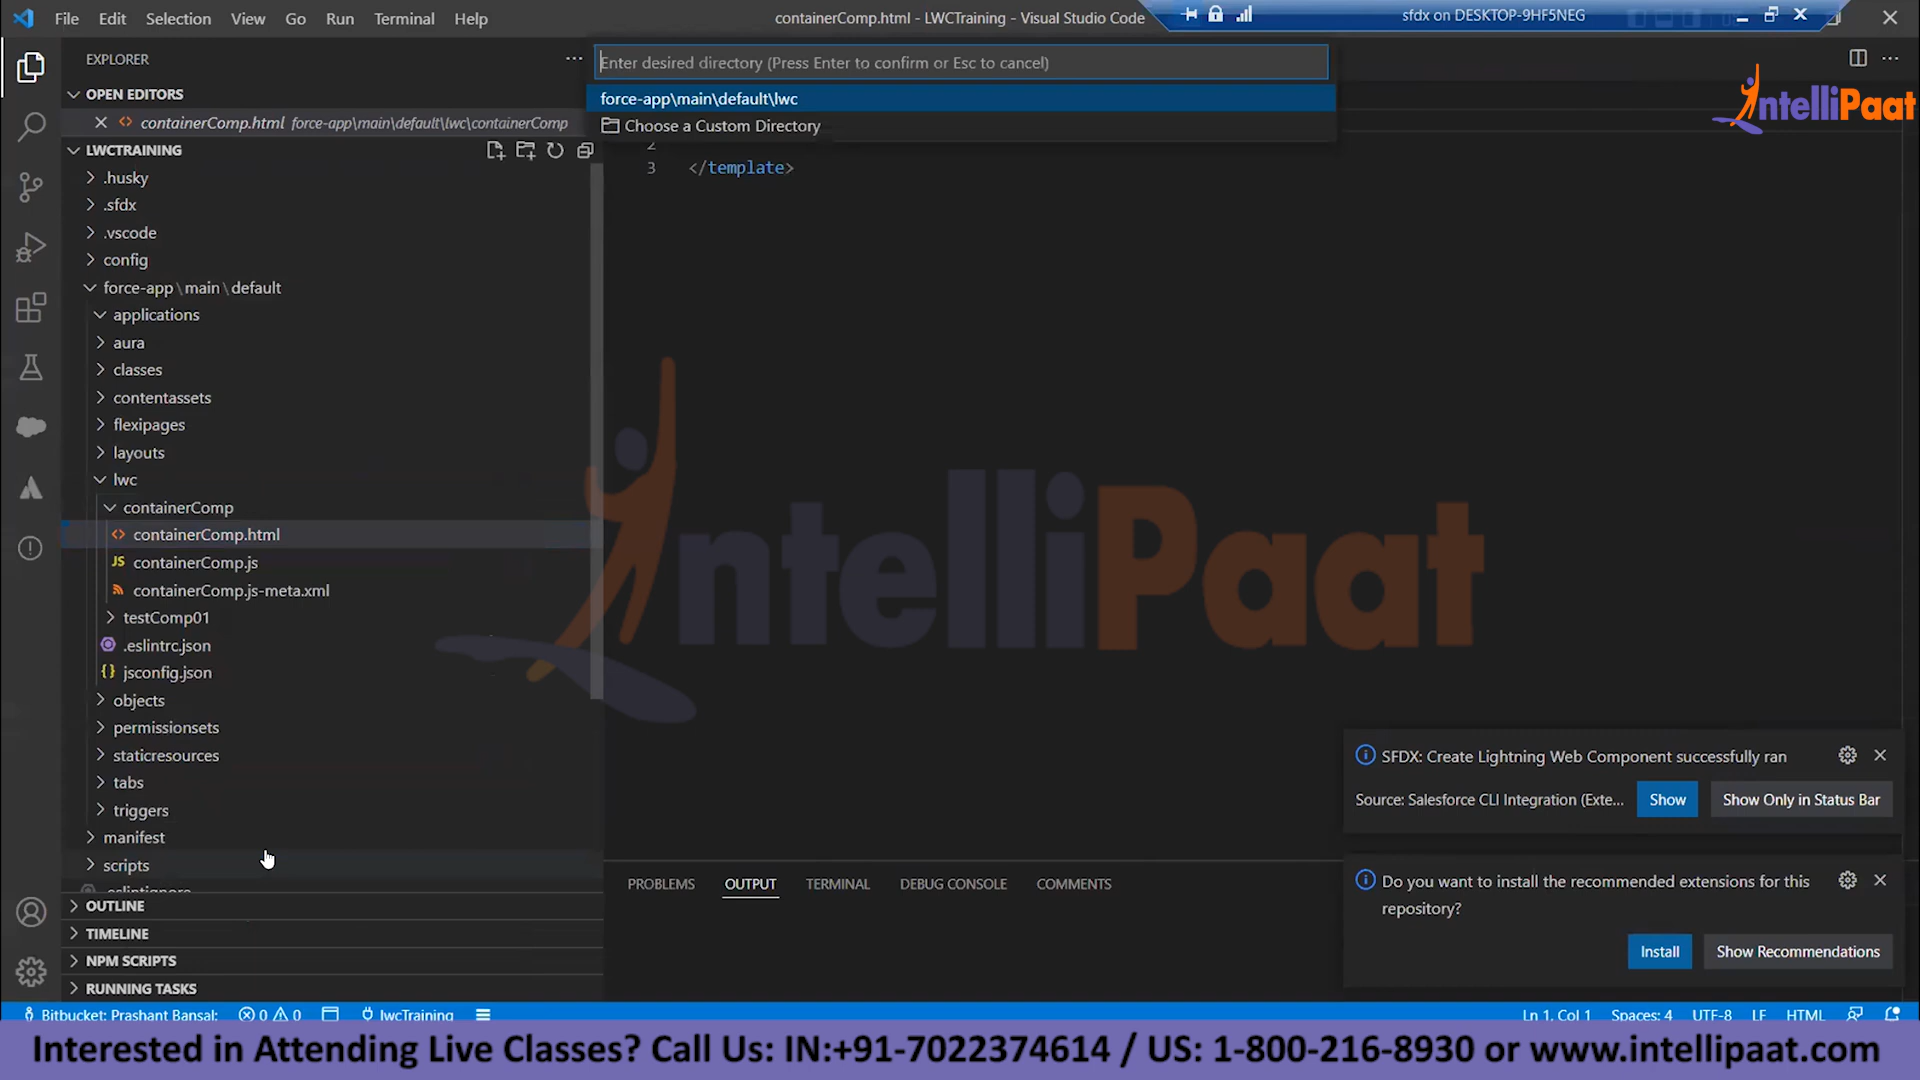 File Edit Selection View Go Run Terminal Help
containerComp.html - LWCTraining - Visual Studio Code
sfdx on DESKTOP-9HF5NEG
EXPLORER
Enter desired directory (Press Enter to confirm or Esc to cancel)
force-app\main\default\lwc
Choose a Custom Directory
OPEN EDITORS
containerComp.html force-app\main\default\lwc\containerComp
LWCTRAINING
.husky
.sfdx
.vscode
config
force-app\main\default
applications
aura
classes
contentassets
flexipages
layouts
lwc
containerComp
containerComp.html
JS containerComp.js
containerComp.js-meta.xml
testComp01
.eslintrc.json
{} jsconfig.json
objects
permissionsets
staticresources
tabs
triggers
manifest
scripts
.eslintignore
OUTLINE
TIMELINE
NPM SCRIPTS
RUNNING TASKS
2
3 </template>
IntelliPaat
IntelliPaat
SFDX: Create Lightning Web Component successfully ran
Source: Salesforce CLI Integration (Exte... Show Show Only in Status Bar
Do you want to install the recommended extensions for this
repository?
Install Show Recommendations
PROBLEMS OUTPUT TERMINAL DEBUG CONSOLE COMMENTS
Bitbucket: Prashant Bansal: 0 0 lwcTraining Ln 1, Col 1 Spaces: 4 UTF-8 LF HTML
Interested in Attending Live Classes? Call Us: IN:+91-7022374614 / US: 1-800-216-8930 or www.intellipaat.com